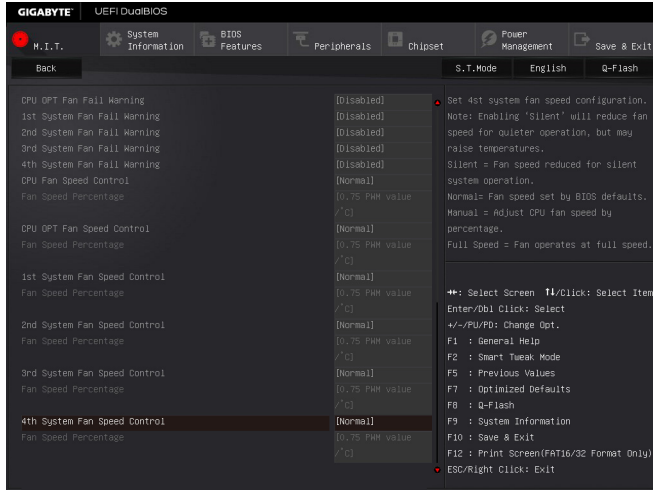 GIGABYTE™ UEFI DualBIOS
M.I.T.
System Information
BIOS Features
Peripherals
Chipset
Power Management
Save & Exit
Back
S.T.Mode English Q-Flash
CPU OPT Fan Fail Warning [Disabled]
1st System Fan Fail Warning [Disabled]
2nd System Fan Fail Warning [Disabled]
3rd System Fan Fail Warning [Disabled]
4th System Fan Fail Warning [Disabled]
CPU Fan Speed Control [Normal]
Fan Speed Percentage [0.75 PWM value
/°C]
CPU OPT Fan Speed Control [Normal]
Fan Speed Percentage [0.75 PWM value
/°C]
1st System Fan Speed Control [Normal]
Fan Speed Percentage [0.75 PWM value
/°C]
2nd System Fan Speed Control [Normal]
Fan Speed Percentage [0.75 PWM value
/°C]
3rd System Fan Speed Control [Normal]
Fan Speed Percentage [0.75 PWM value
/°C]
4th System Fan Speed Control [Normal]
Fan Speed Percentage [0.75 PWM value
/°C]
Set 4st system fan speed configuration.
Note: Enabling 'Silent' will reduce fan
speed for quieter operation, but may
raise temperatures.
Silent = Fan speed reduced for silent
system operation.
Normal= Fan speed set by BIOS defaults.
Manual = Adjust CPU fan speed by
percentage.
Full Speed = Fan operates at full speed.
→←: Select Screen ↑↓/Click: Select Item
Enter/Dbl Click: Select
+/-/PU/PD: Change Opt.
F1 : General Help
F2 : Smart Tweak Mode
F5 : Previous Values
F7 : Optimized Defaults
F8 : Q-Flash
F9 : System Information
F10 : Save & Exit
F12 : Print Screen(FAT16/32 Format Only)
ESC/Right Click: Exit